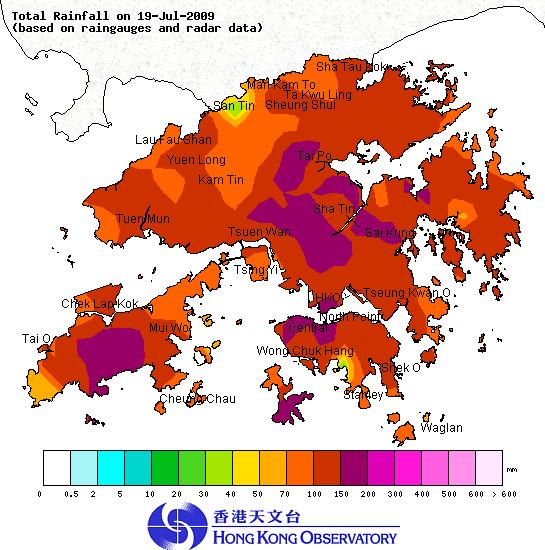 Total Rainfall on 19-Jul-2009
(based on raingauges and radar data)
Sha Tau Kok
Man Kam To
Ta Kwu Ling
San Tin
Sheung Shui
Lau Fau Shan
Tai Po
Yuen Long
Kam Tin
Sha Tin
Tuen Mun
Tsuen Wan
Sai Kung
Tsing Yi
Tseung Kwan O
HKO
Chek Lap Kok
North Point
Mui Wo
Central
Tai O
Wong Chuk Hang
Shek O
Cheung Chau
Stanley
Waglan
mm
0 0.5 2 5 10 20 30 40 50 70 100 150 200 300 400 500 600 > 600
香港天文台
HONG KONG OBSERVATORY